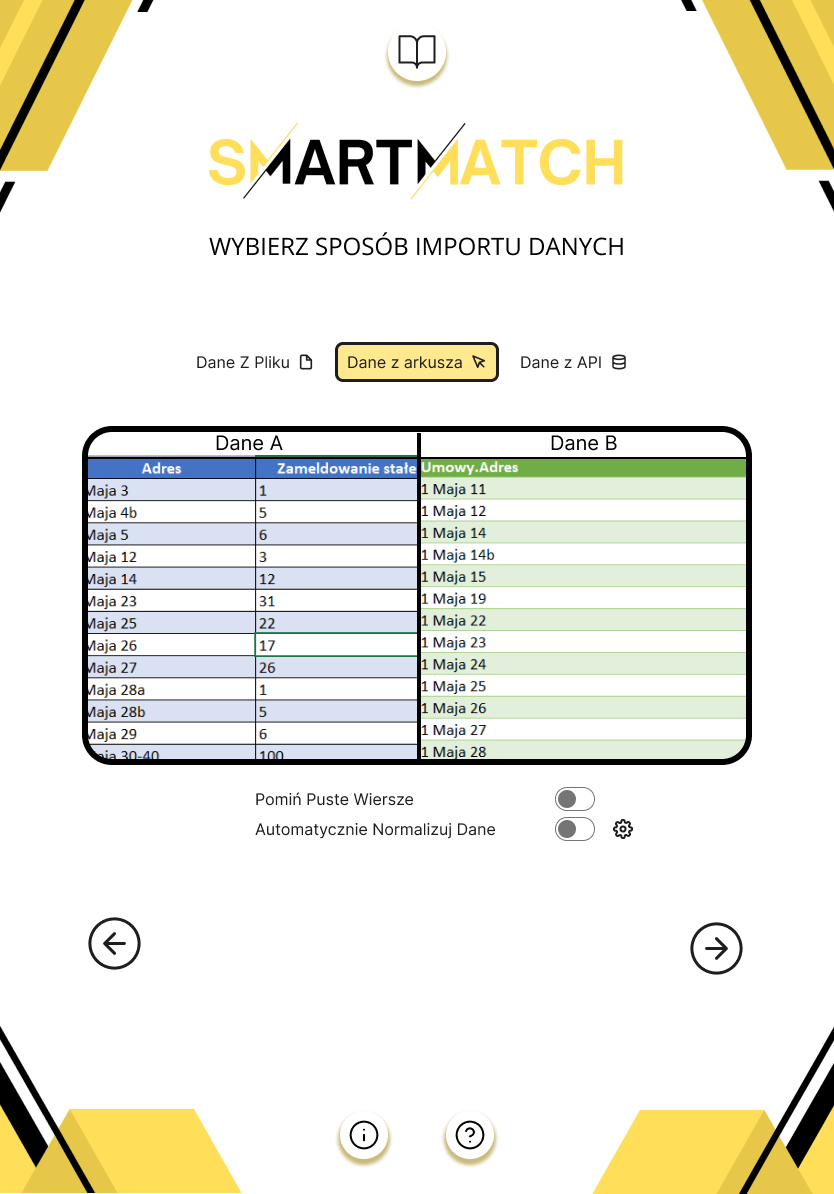 SMARTMATCH
WYBIERZ SPOSÓB IMPORTU DANYCH
Dane Z Pliku
Dane z arkusza
Dane z API
Dane A
Dane B
Adres Zameldowanie stałe
Maja 3 1
Maja 4b 5
Maja 5 6
Maja 12 3
Maja 14 12
Maja 23 31
Maja 25 22
Maja 26 17
Maja 27 26
Maja 28a 1
Maja 28b 5
Maja 29 6
Maja 30-40 100
Umowy.Adres
1 Maja 11
1 Maja 12
1 Maja 14
1 Maja 14b
1 Maja 15
1 Maja 19
1 Maja 22
1 Maja 23
1 Maja 24
1 Maja 25
1 Maja 26
1 Maja 27
1 Maja 28
Pomiń Puste Wiersze
Automatycznie Normalizuj Dane